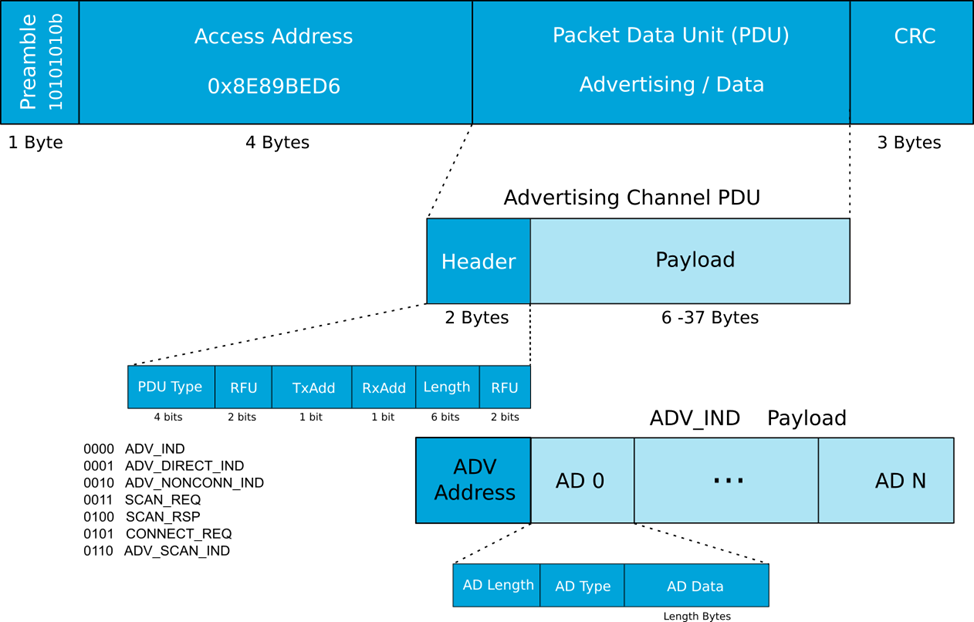 Preamble
10101010b
Access Address
0x8E89BED6
Packet Data Unit (PDU)
Advertising / Data
CRC
1 Byte
4 Bytes
3 Bytes
Advertising Channel PDU
Header
Payload
2 Bytes
6 -37 Bytes
PDU Type
RFU
TxAdd
RxAdd
Length
RFU
4 bits
2 bits
1 bit
1 bit
6 bits
2 bits
0000 ADV_IND
0001 ADV_DIRECT_IND
0010 ADV_NONCONN_IND
0011 SCAN_REQ
0100 SCAN_RSP
0101 CONNECT_REQ
0110 ADV_SCAN_IND
ADV_IND Payload
ADV
Address
AD 0
...
AD N
AD Length
AD Type
AD Data
Length Bytes